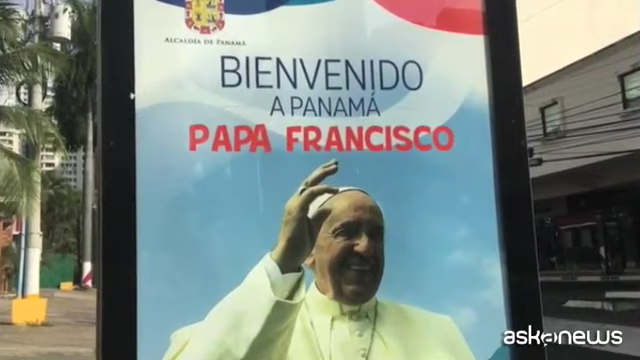 ALCALDÍA DE PANAMÁ
BIENVENIDO
A PANAMÁ
PAPA FRANCISCO
askanews